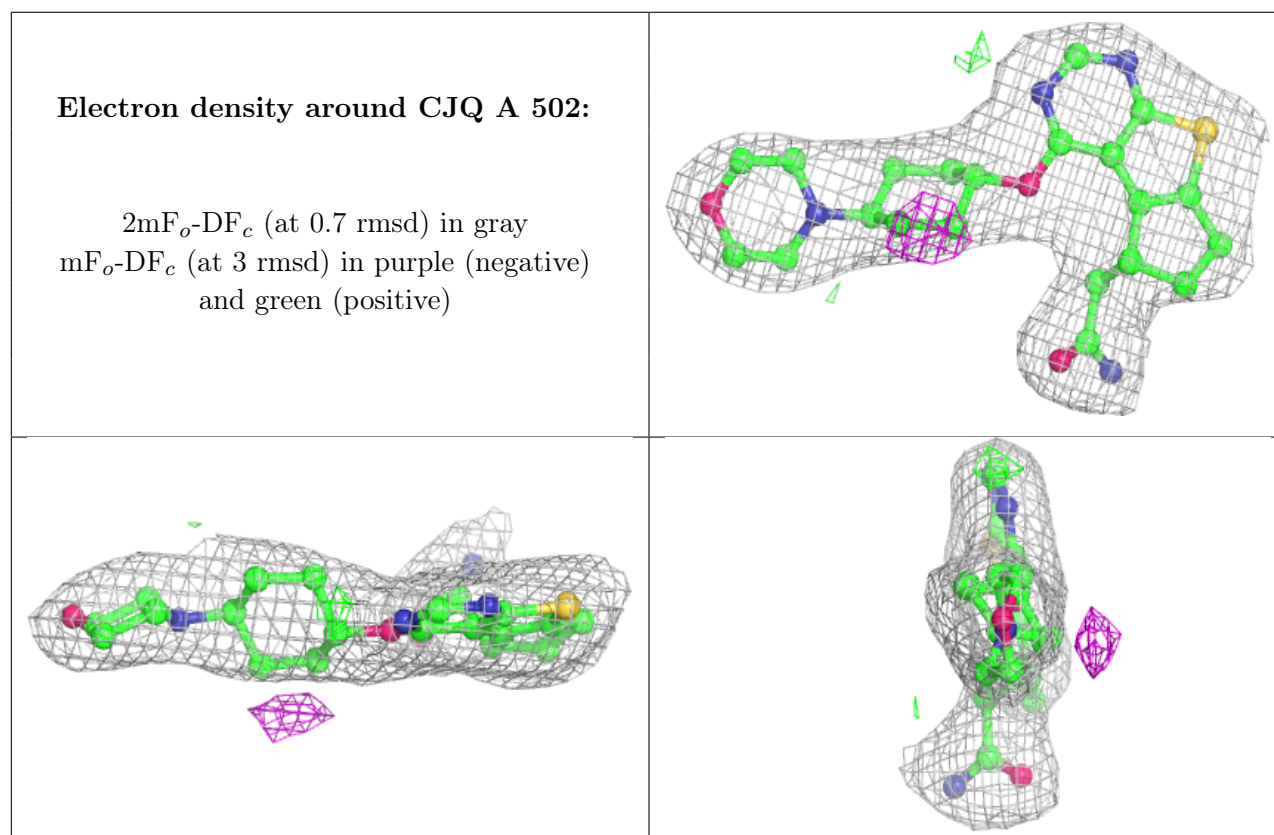 Electron density around CJQ A 502:
2mFₒ-DF𝒸 (at 0.7 rmsd) in gray
mFₒ-DF𝒸 (at 3 rmsd) in purple (negative)
and green (positive)